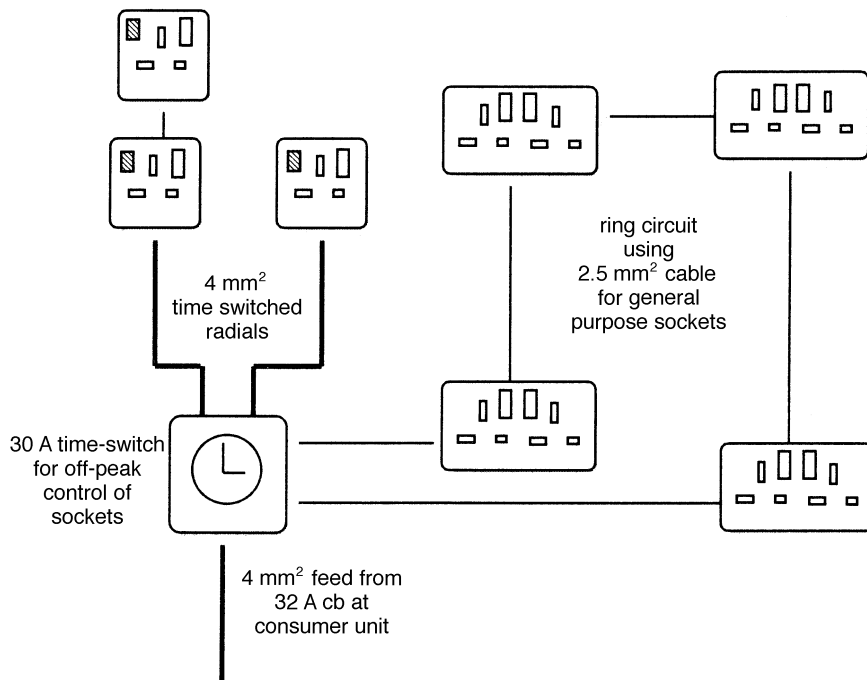 ring circuit
using
2.5 mm² cable
for general
purpose sockets
4 mm²
time switched
radials
30 A time-switch
for off-peak
control of
sockets
4 mm² feed from
32 A cb at
consumer unit